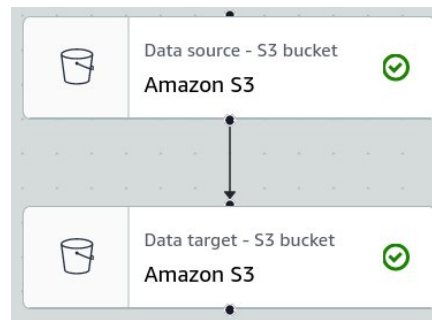 Data source - S3 bucket
Amazon S3
Data target - S3 bucket
Amazon S3